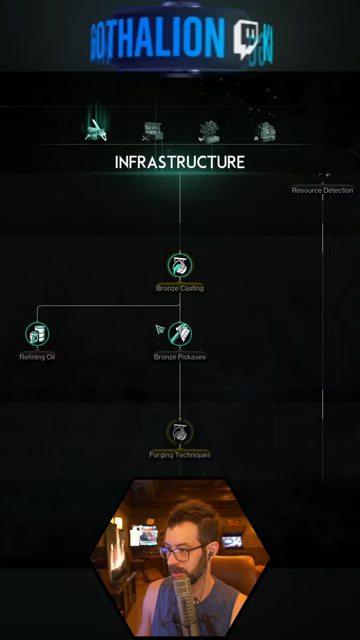 GOTHALION
INFRASTRUCTURE
Resource Detection
Bronze Casting
Refining Oil
Bronze Pickaxes
Forging Techniques